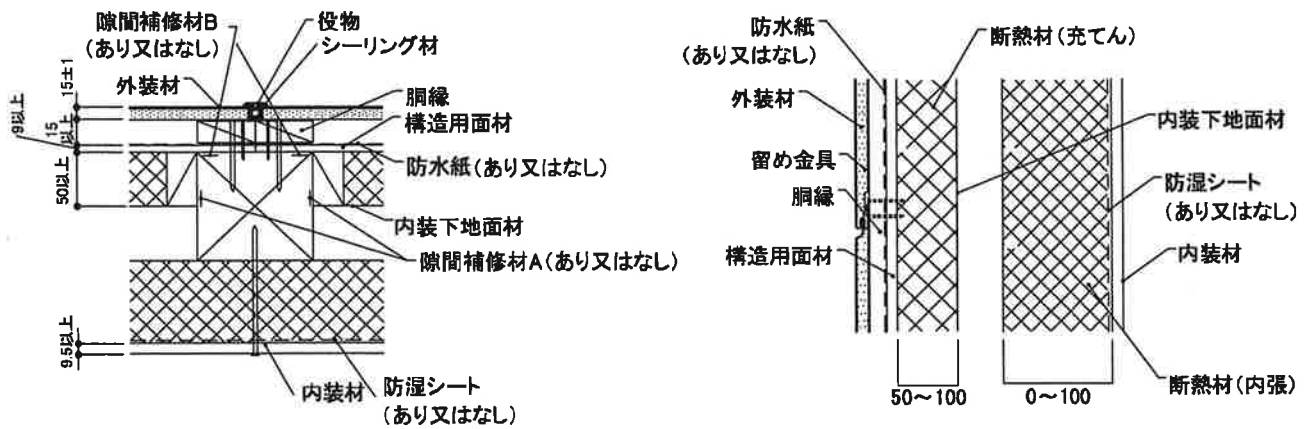 隙間補修材B
(あり又はなし)
役物
シーリング材
外装材
胴縁
構造用面材
防水紙(あり又はなし)
内装下地面材
隙間補修材A(あり又はなし)
内装材
防湿シート
(あり又はなし)
15±1
15
以上
9以上
50以上
9.5以上
防水紙
(あり又はなし)
外装材
留め金具
胴縁
構造用面材
断熱材(充てん)
内装下地面材
防湿シート
(あり又はなし)
内装材
断熱材(内張)
50~100
0~100